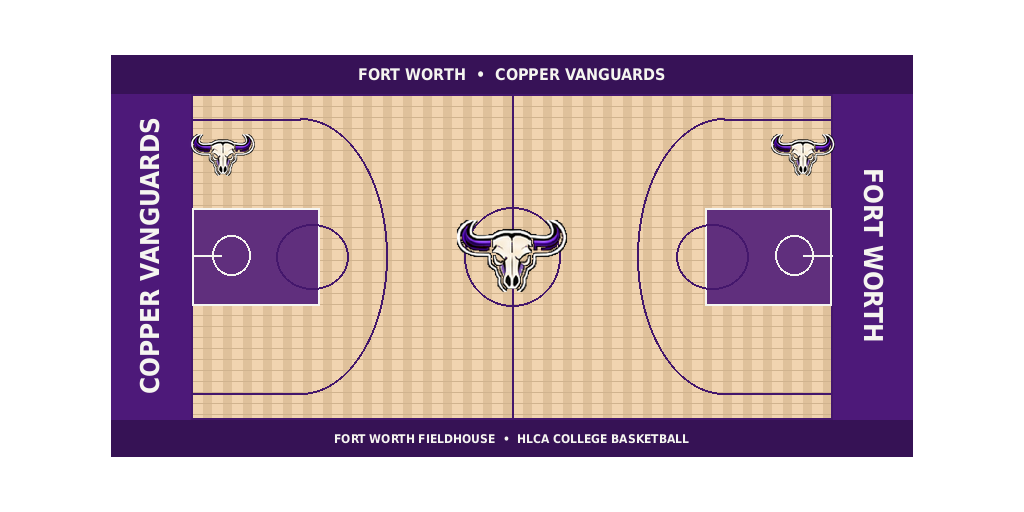 FORT WORTH • COPPER VANGUARDS
COPPER VANGUARDS
FORT WORTH
FORT WORTH FIELDHOUSE • HLCA COLLEGE BASKETBALL